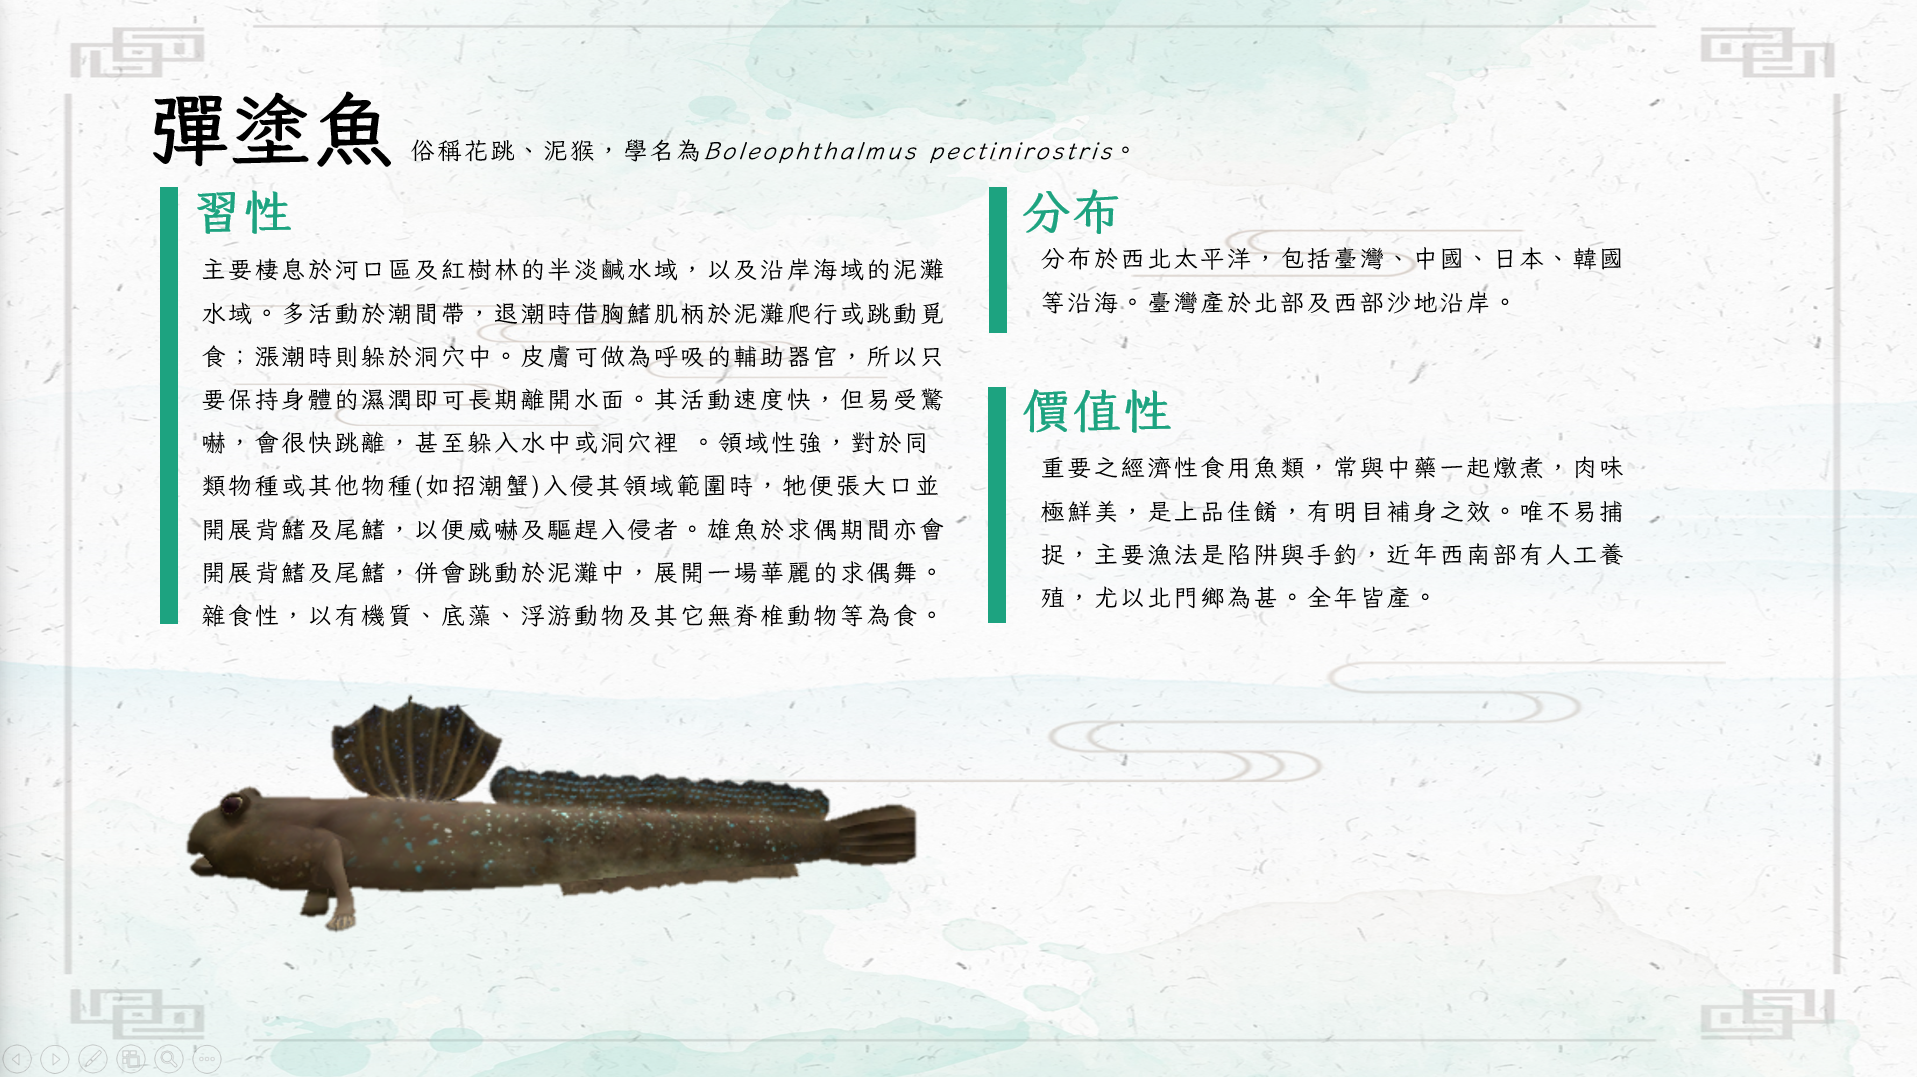 彈塗魚 俗稱花跳、泥猴，學名為Boleophthalmus pectinirostris。
習性
主要棲息於河口區及紅樹林的半淡鹹水域，以及沿岸海域的泥灘
水域。多活動於潮間帶，退潮時借胸鰭肌柄於泥灘爬行或跳動覓
食；漲潮時則躲於洞穴中。皮膚可做為呼吸的輔助器官，所以只
要保持身體的濕潤即可長期離開水面。其活動速度快，但易受驚
嚇，會很快跳離，甚至躲入水中或洞穴裡 。領域性強，對於同
類物種或其他物種(如招潮蟹)入侵其領域範圍時，牠便張大口並
開展背鰭及尾鰭，以便威嚇及驅趕入侵者。雄魚於求偶期間亦會
開展背鰭及尾鰭，併會跳動於泥灘中，展開一場華麗的求偶舞。
雜食性，以有機質、底藻、浮游動物及其它無脊椎動物等為食。
分布
分布於西北太平洋，包括臺灣、中國、日本、韓國
等沿海。臺灣產於北部及西部沙地沿岸。
價值性
重要之經濟性食用魚類，常與中藥一起燉煮，肉味
極鮮美，是上品佳餚，有明目補身之效。唯不易捕
捉，主要漁法是陷阱與手釣，近年西南部有人工養
殖，尤以北門鄉為甚。全年皆產。